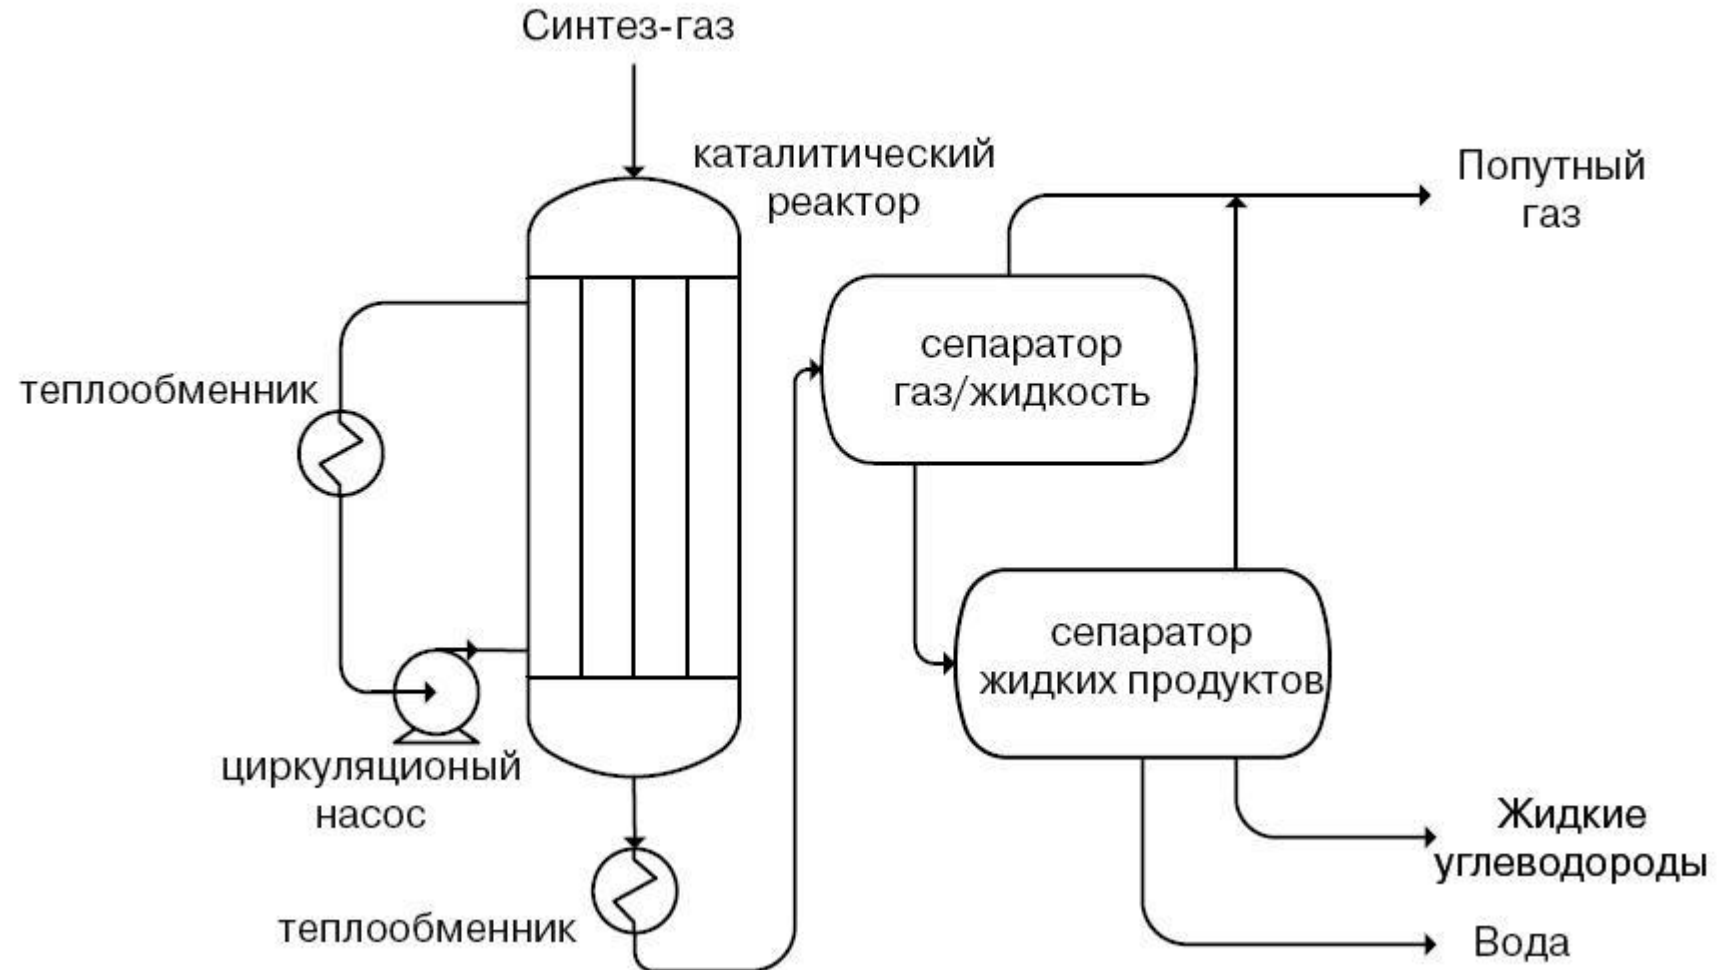 Синтез-газ
каталитический
реактор
Попутный
газ
сепаратор
газ/жидкость
теплообменник
сепаратор
жидких продуктов
циркуляционый
насос
Жидкие
углеводороды
теплообменник
Вода